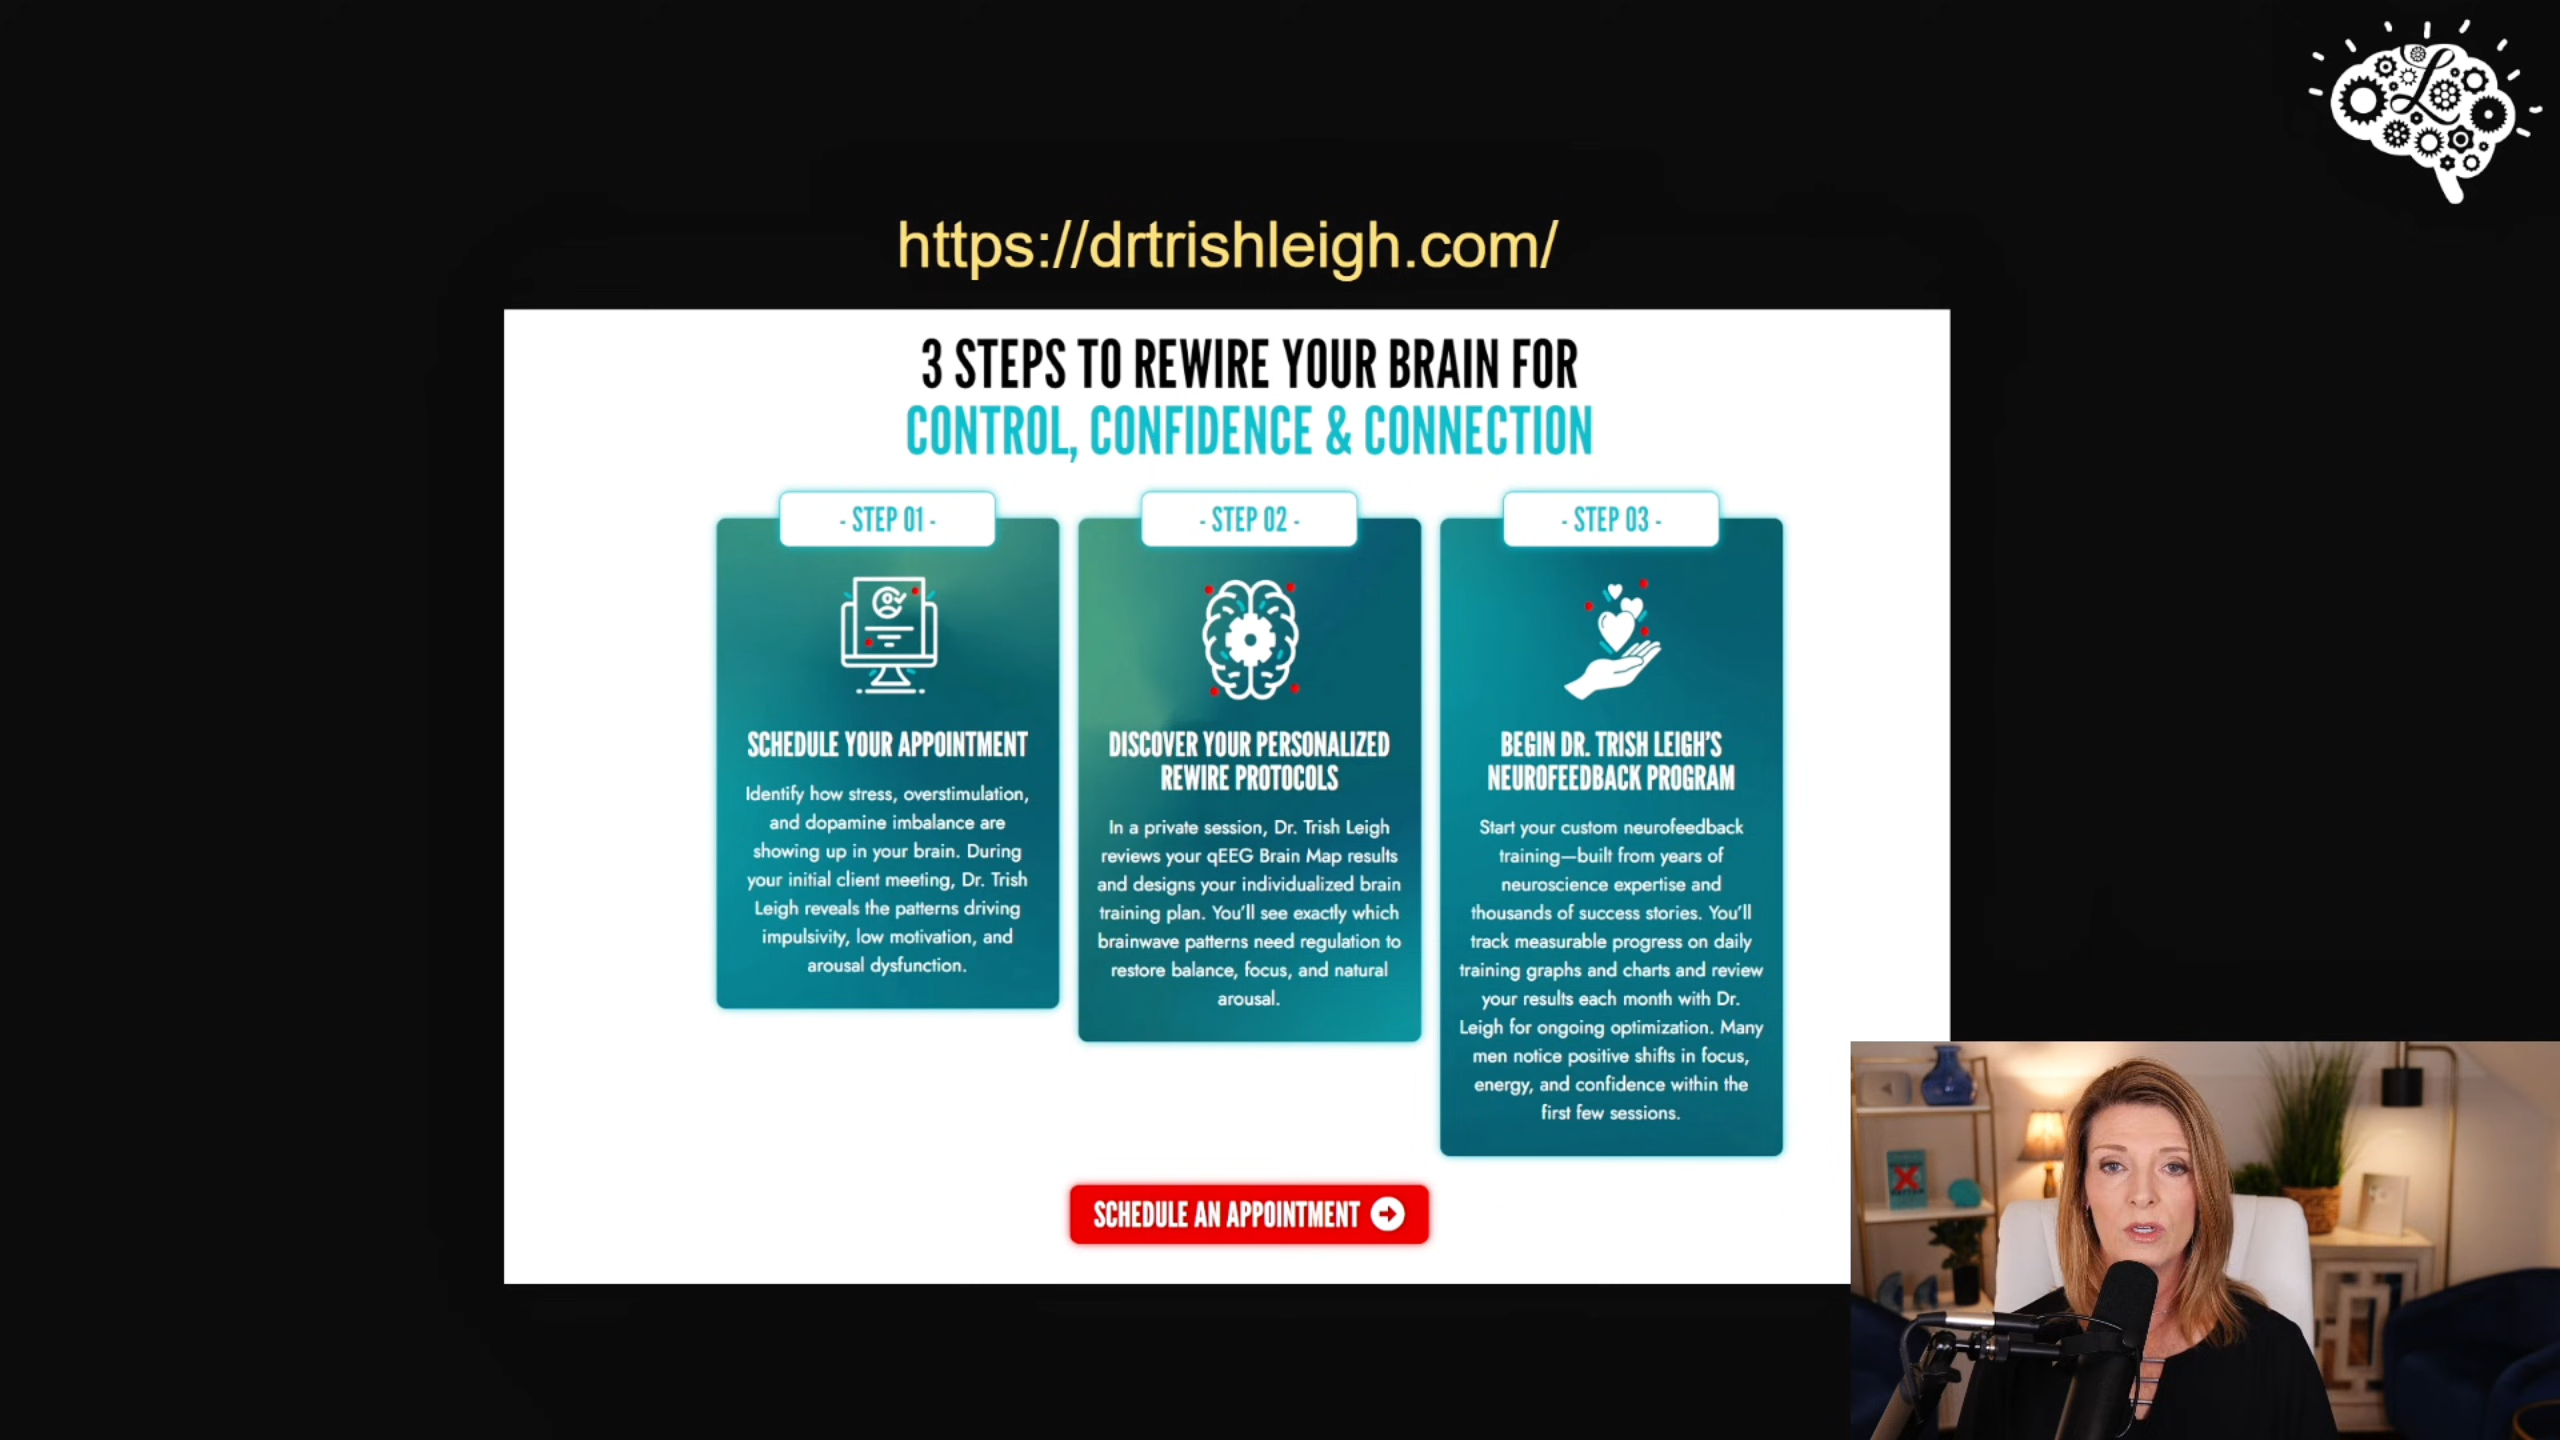 https://drtrishleigh.com/
3 STEPS TO REWIRE YOUR BRAIN FOR
CONTROL, CONFIDENCE & CONNECTION
- STEP 01 -
SCHEDULE YOUR APPOINTMENT
Identify how stress, overstimulation,
and dopamine imbalance are
showing up in your brain. During
your initial client meeting, Dr. Trish
Leigh reveals the patterns driving
impulsivity, low motivation, and
arousal dysfunction.
- STEP 02 -
DISCOVER YOUR PERSONALIZED
REWIRE PROTOCOLS
In a private session, Dr. Trish Leigh
reviews your qEEG Brain Map results
and designs your individualized brain
training plan. You'll see exactly which
brainwave patterns need regulation to
restore balance, focus, and natural
arousal.
- STEP 03 -
BEGIN DR. TRISH LEIGH'S
NEUROFEEDBACK PROGRAM
Start your custom neurofeedback
training—built from years of
neuroscience expertise and
thousands of success stories. You'll
track measurable progress on daily
training graphs and charts and review
your results each month with Dr.
Leigh for ongoing optimization. Many
men notice positive shifts in focus,
energy, and confidence within the
first few sessions.
SCHEDULE AN APPOINTMENT